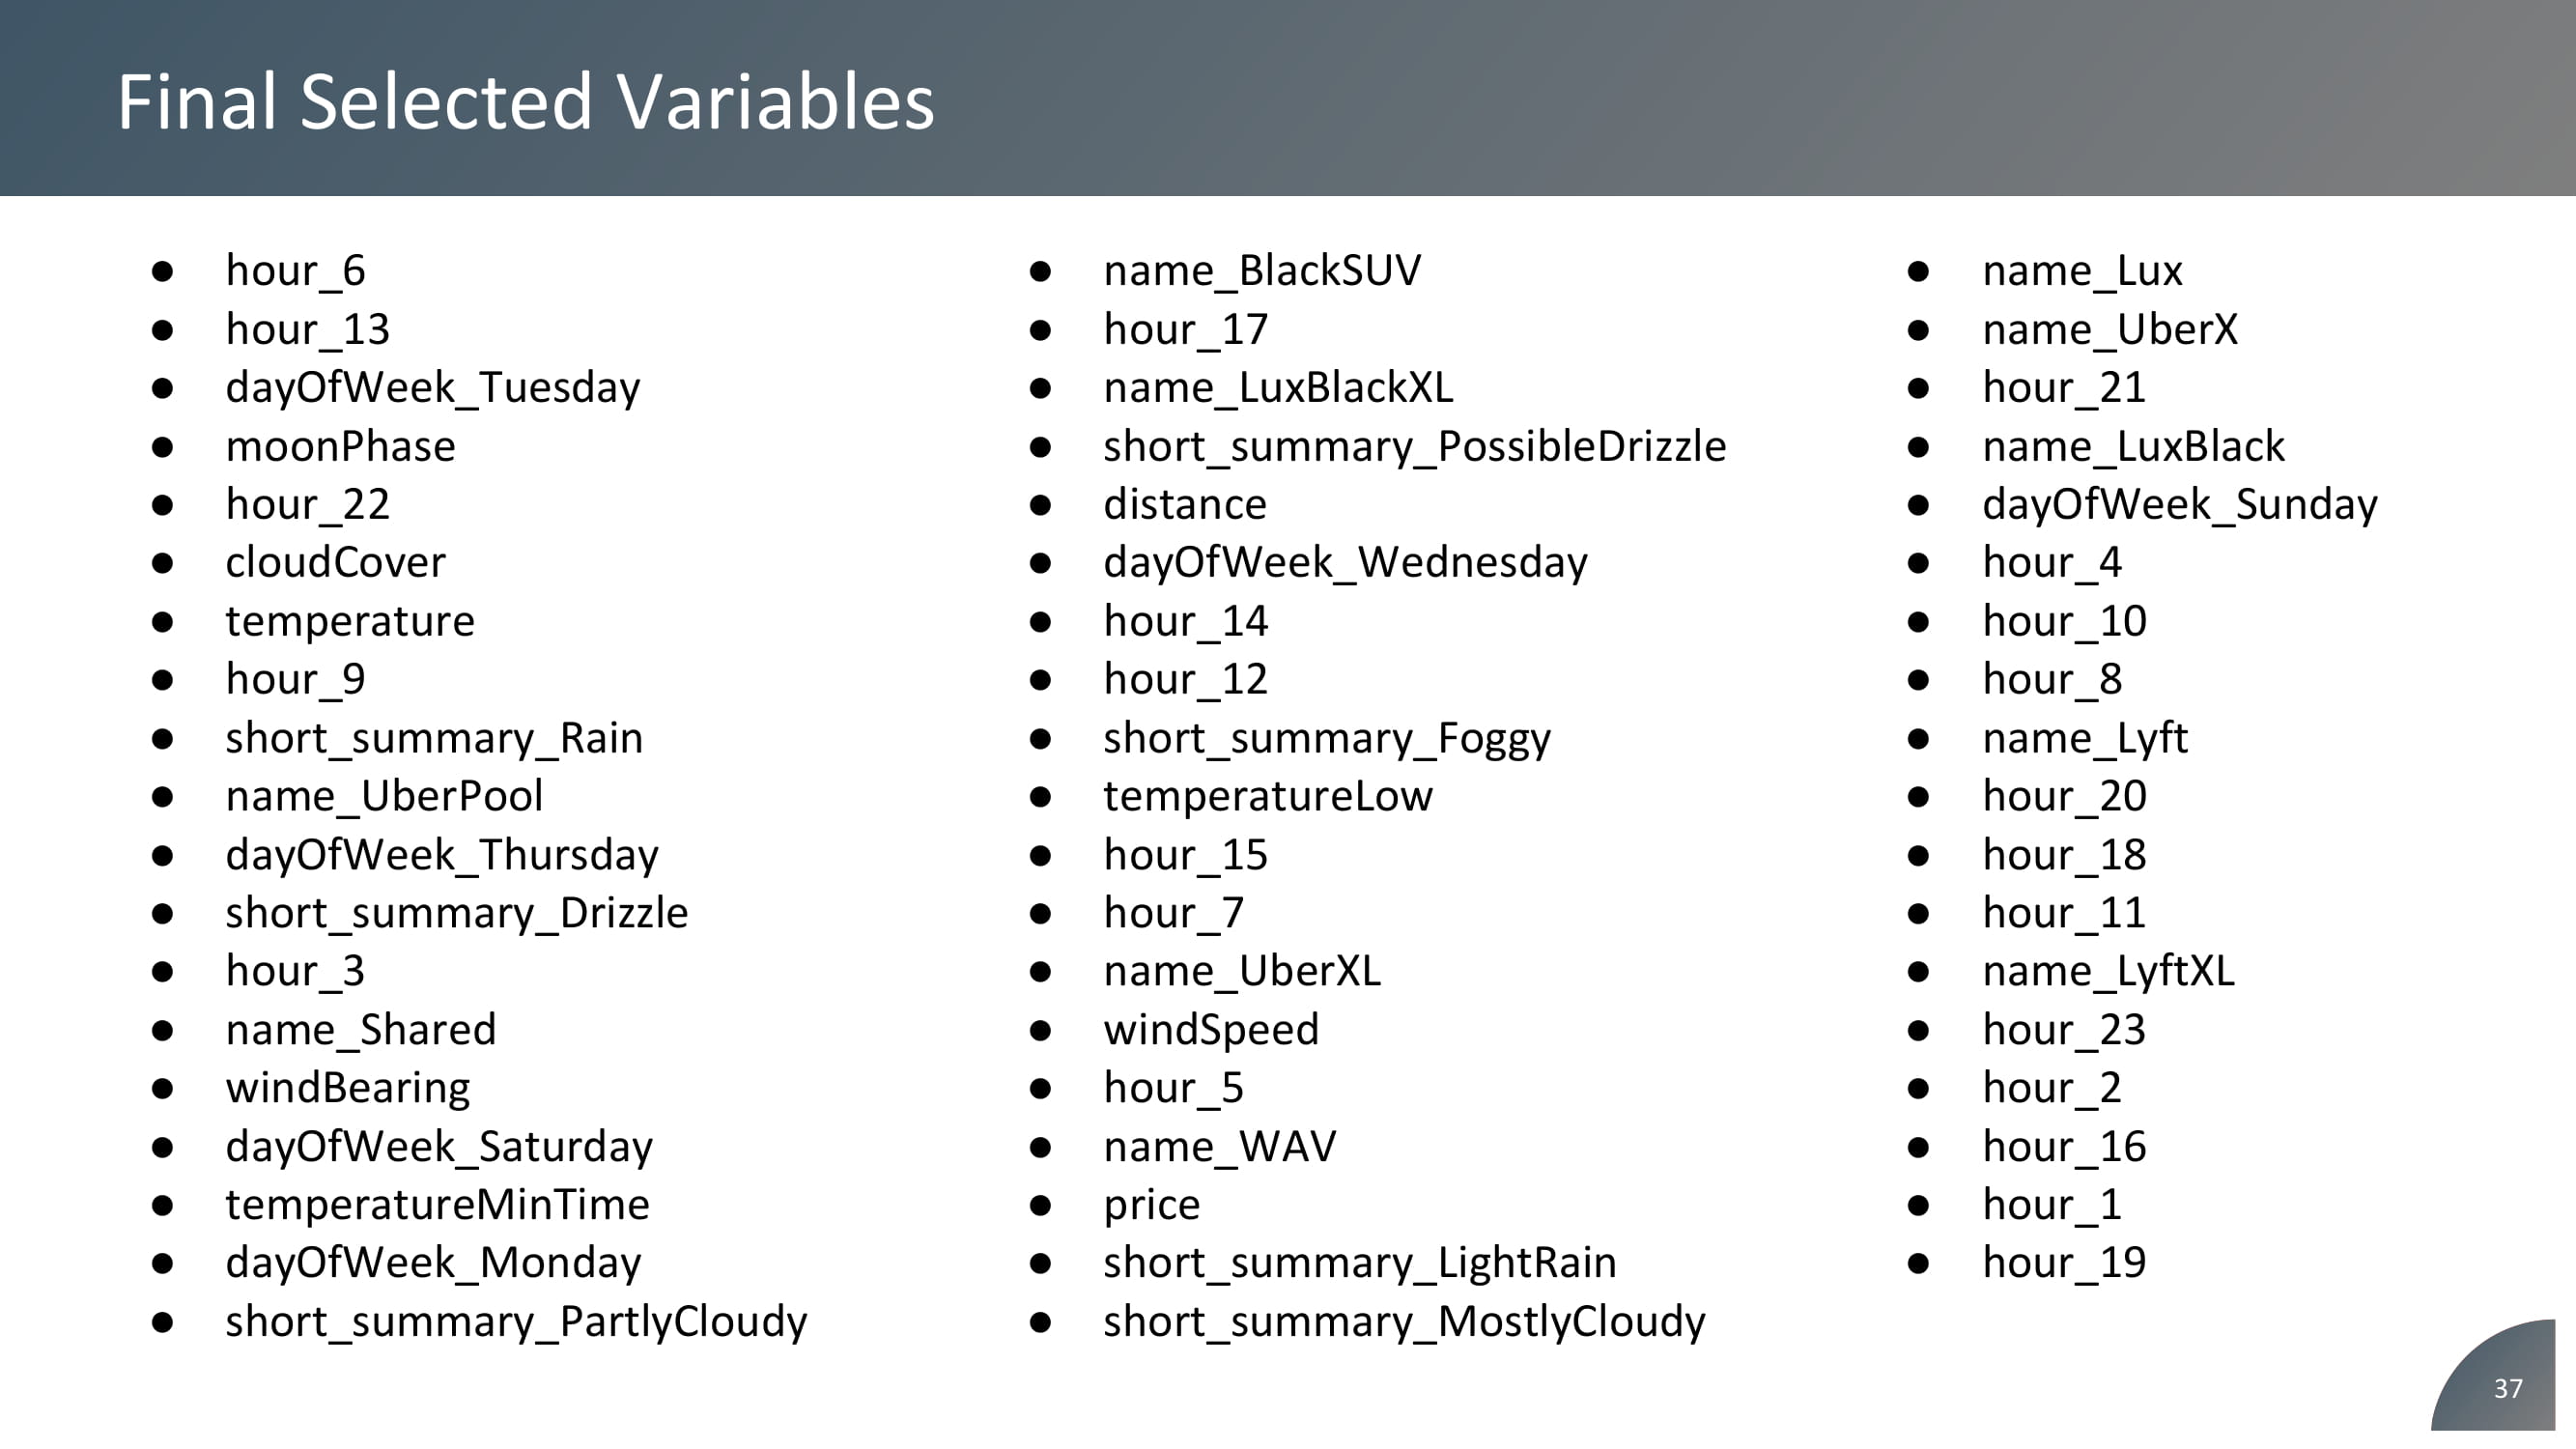 Final Selected Variables
● hour_6
● hour_13
● dayOfWeek_Tuesday
● moonPhase
● hour_22
● cloudCover
● temperature
● hour_9
● short_summary_Rain
● name_UberPool
● dayOfWeek_Thursday
● short_summary_Drizzle
● hour_3
● name_Shared
● windBearing
● dayOfWeek_Saturday
● temperatureMinTime
● dayOfWeek_Monday
● short_summary_PartlyCloudy
● name_BlackSUV
● hour_17
● name_LuxBlackXL
● short_summary_PossibleDrizzle
● distance
● dayOfWeek_Wednesday
● hour_14
● hour_12
● short_summary_Foggy
● temperatureLow
● hour_15
● hour_7
● name_UberXL
● windSpeed
● hour_5
● name_WAV
● price
● short_summary_LightRain
● short_summary_MostlyCloudy
● name_Lux
● name_UberX
● hour_21
● name_LuxBlack
● dayOfWeek_Sunday
● hour_4
● hour_10
● hour_8
● name_Lyft
● hour_20
● hour_18
● hour_11
● name_LyftXL
● hour_23
● hour_2
● hour_16
● hour_1
● hour_19
37